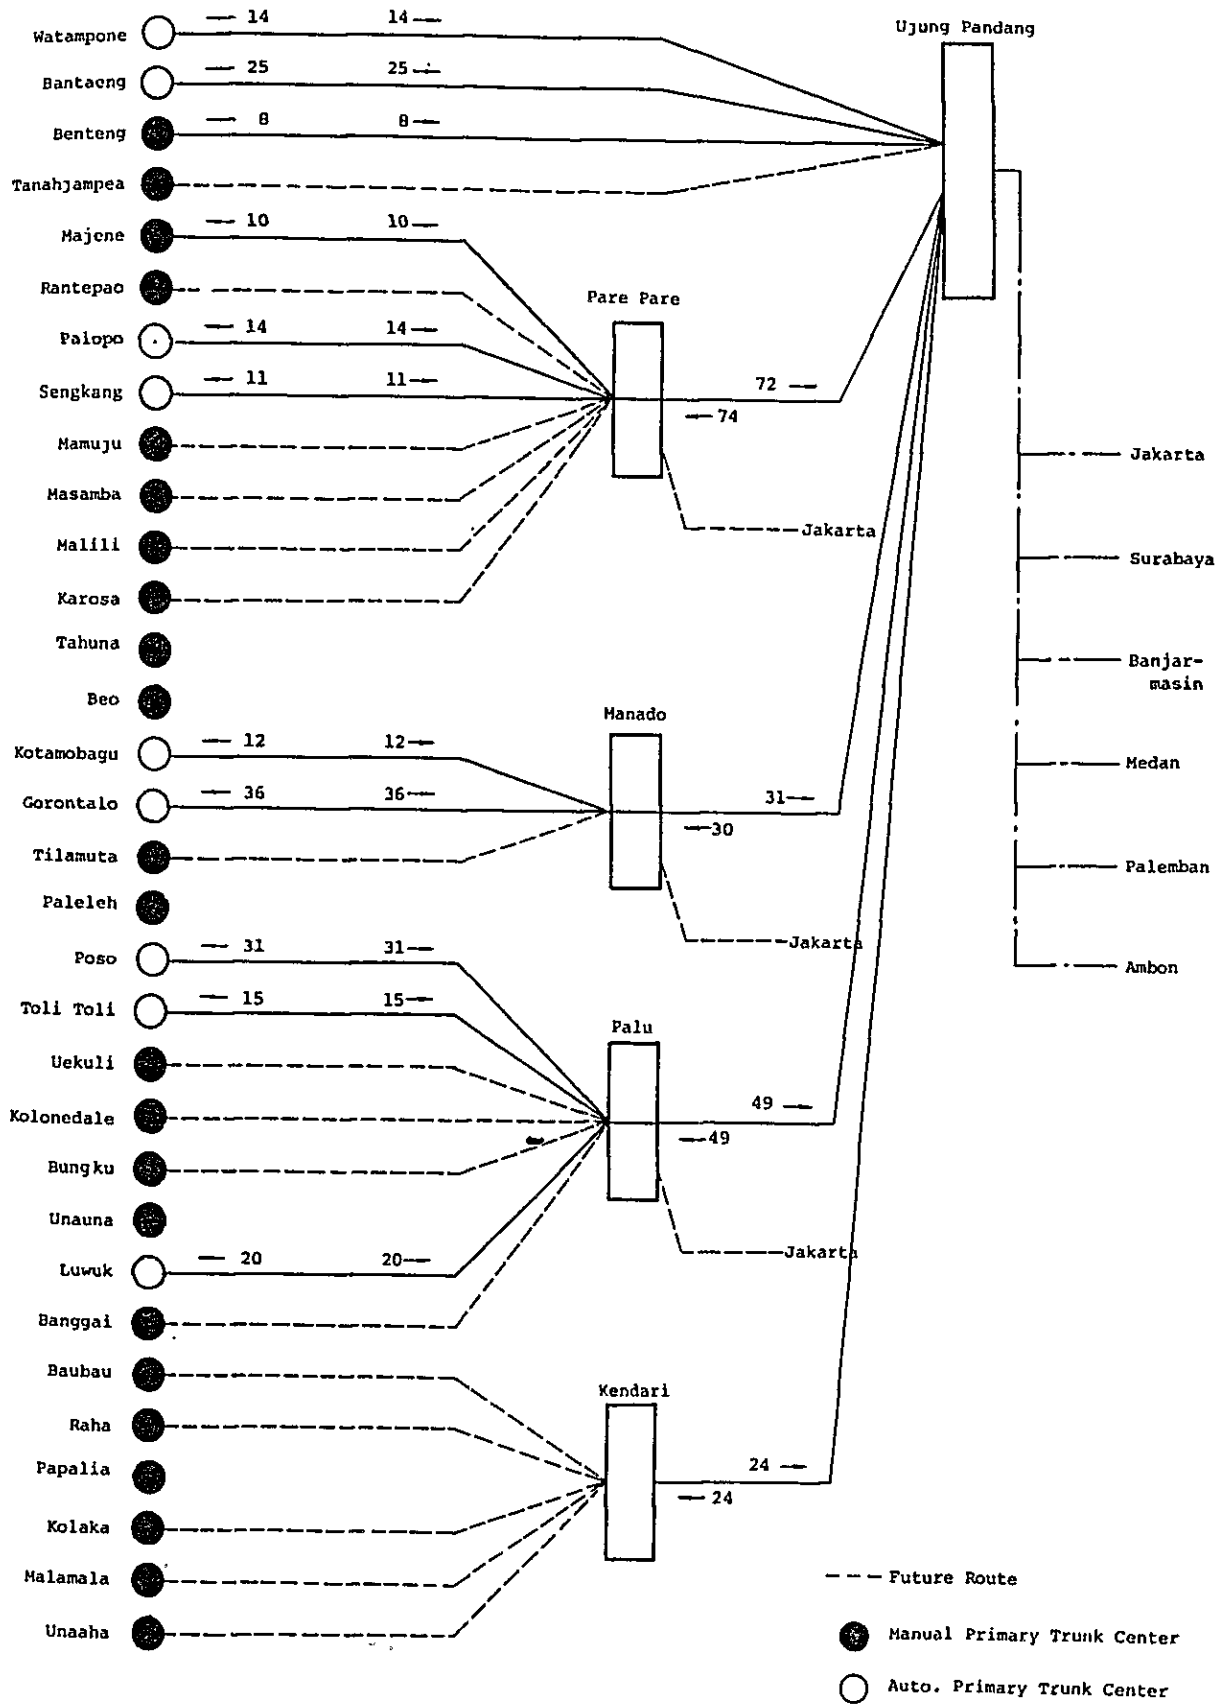 Watampone 14 14
Ujung Pandang
Bantaeng 25 25
Benteng 8 8
Tanahjampea
Majene 10 10
Rantepao
Pare Pare
Palopo 14 14
Sengkang 11 11
72
74
Mamuju
Jakarta
Masamba
Jakarta
Malili
Surabaya
Karosa
Tahuna
Banjar-
masin
Beo
Manado
Kotamobagu 12 12
Medan
Gorontalo 36 36
31
30
Tilamuta
Palemban
Paleleh
Jakarta
Poso 31 31
Ambon
Toli Toli 15 15
Palu
Uekuli
Kolonedale
49
49
Bungku
Unauna
Jakarta
Luwuk 20 20
Banggai
Baubau
Kendari
Raha
Papalia
24
24
Kolaka
Malamala
Future Route
Unaaha
Manual Primary Trunk Center
Auto. Primary Trunk Center